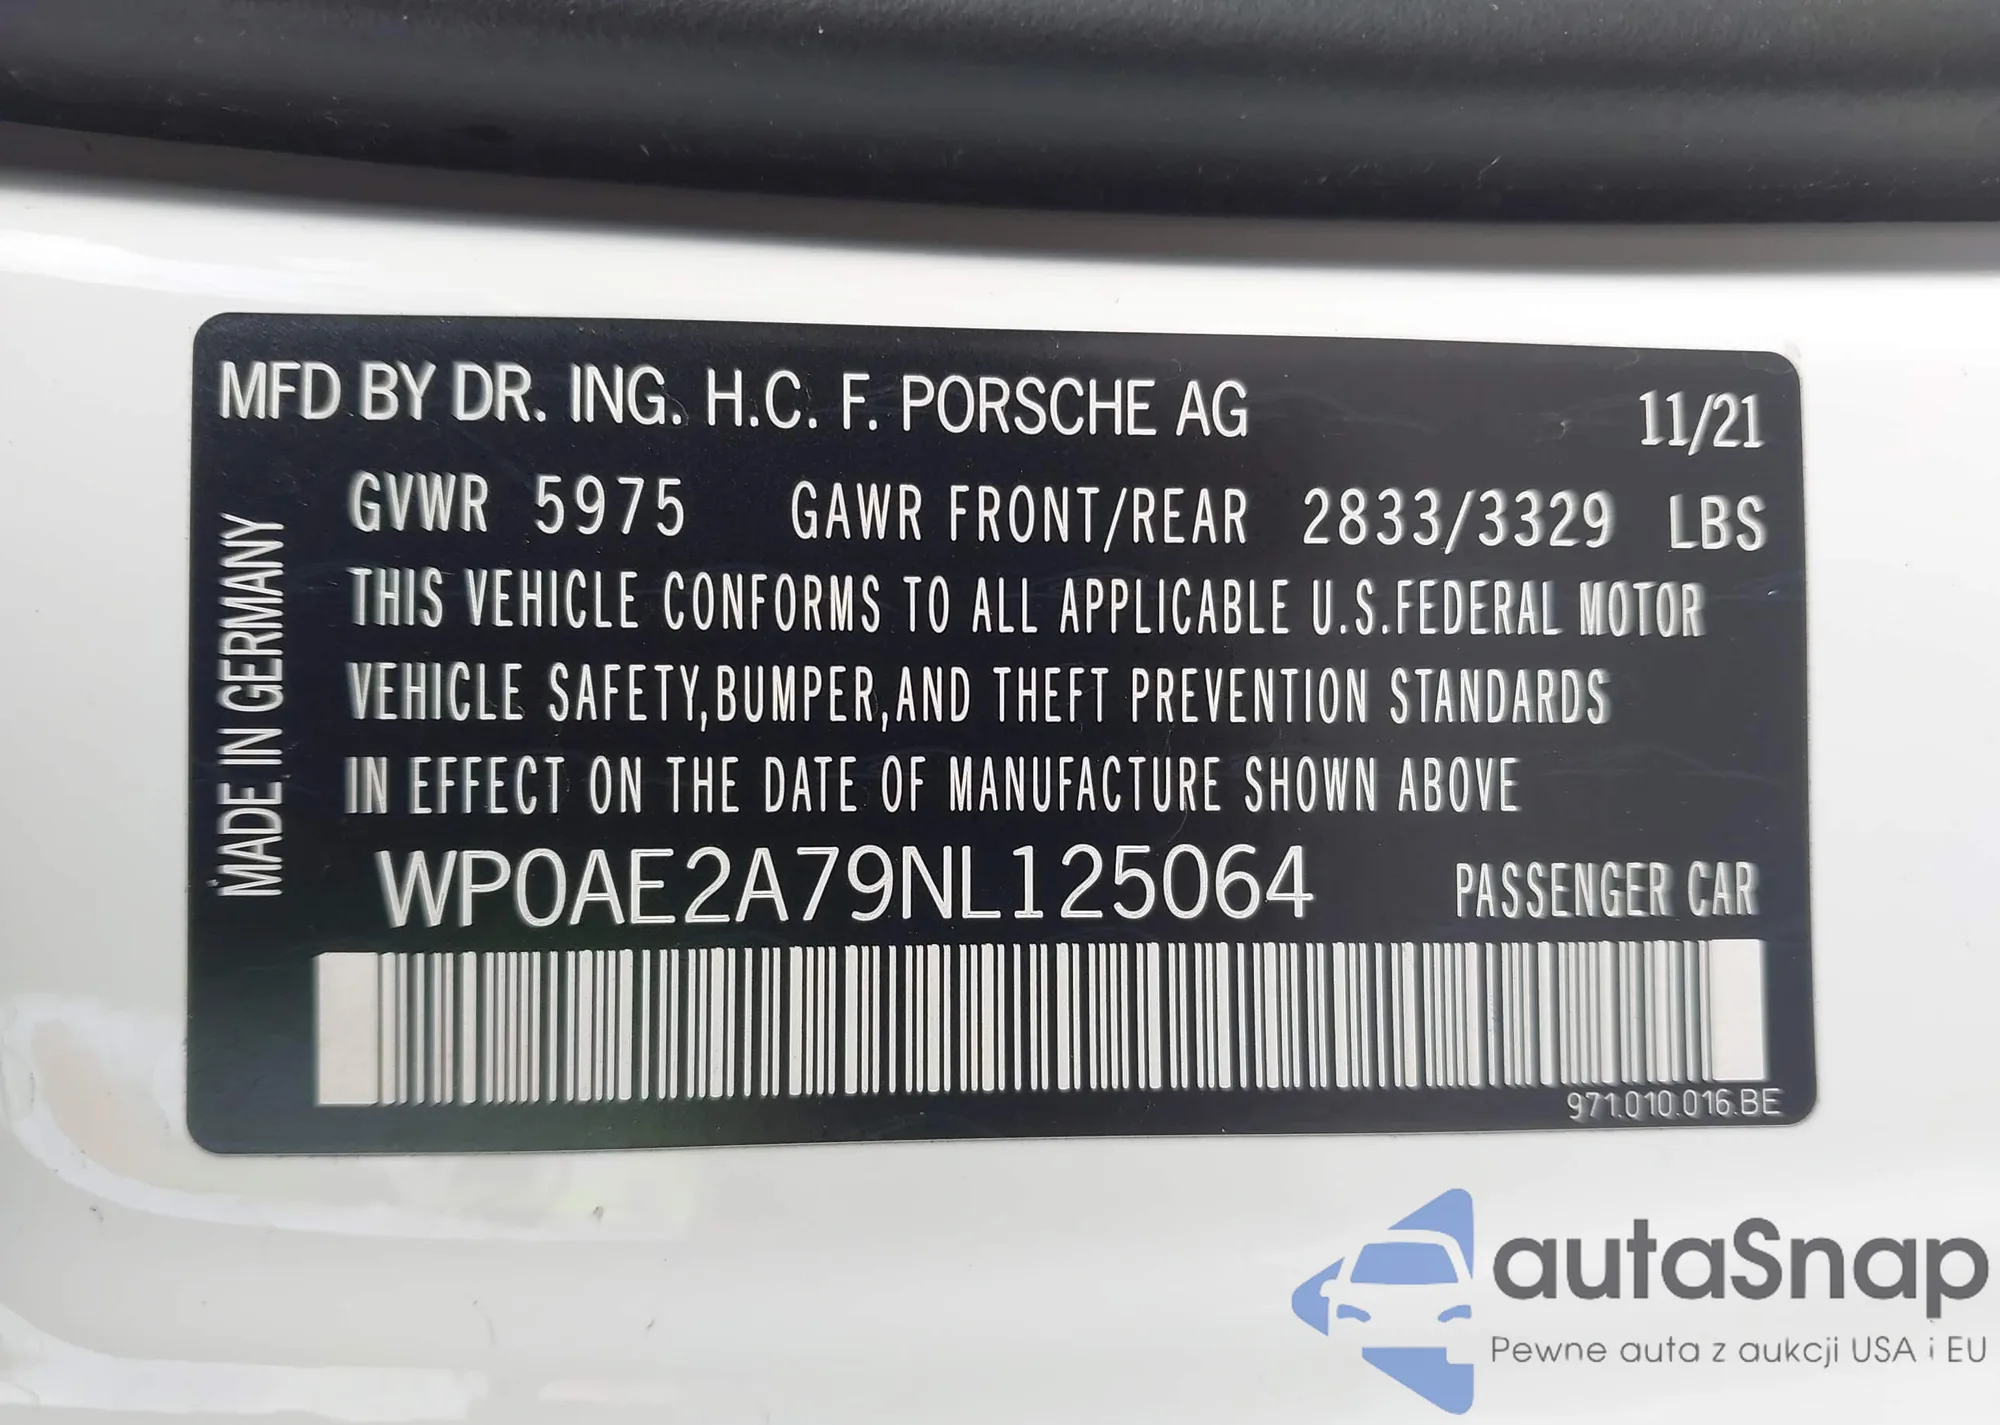 MFD BY DR. ING. H.C. F. PORSCHE AG 11/21
GVWR 5975 GAWR FRONT/REAR 2833/3329 LBS
THIS VEHICLE CONFORMS TO ALL APPLICABLE U.S.FEDERAL MOTOR
VEHICLE SAFETY,BUMPER,AND THEFT PREVENTION STANDARDS
IN EFFECT ON THE DATE OF MANUFACTURE SHOWN ABOVE
WP0AE2A79NL125064 PASSENGER CAR
971.010.016.BE
MADE IN GERMANY
autaSnap
Pewne auta z aukcji USA i EU